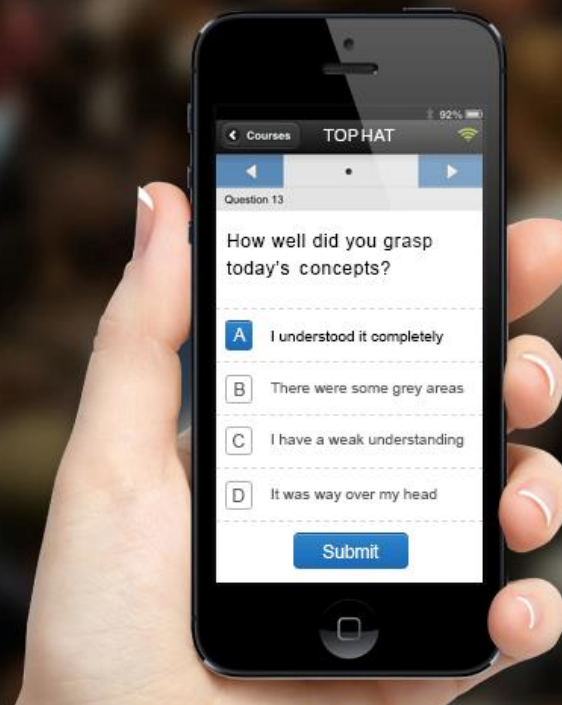 92%
Courses
TOP HAT
Question 13
How well did you grasp
today's concepts?
A I understood it completely
B There were some grey areas
C I have a weak understanding
D It was way over my head
Submit